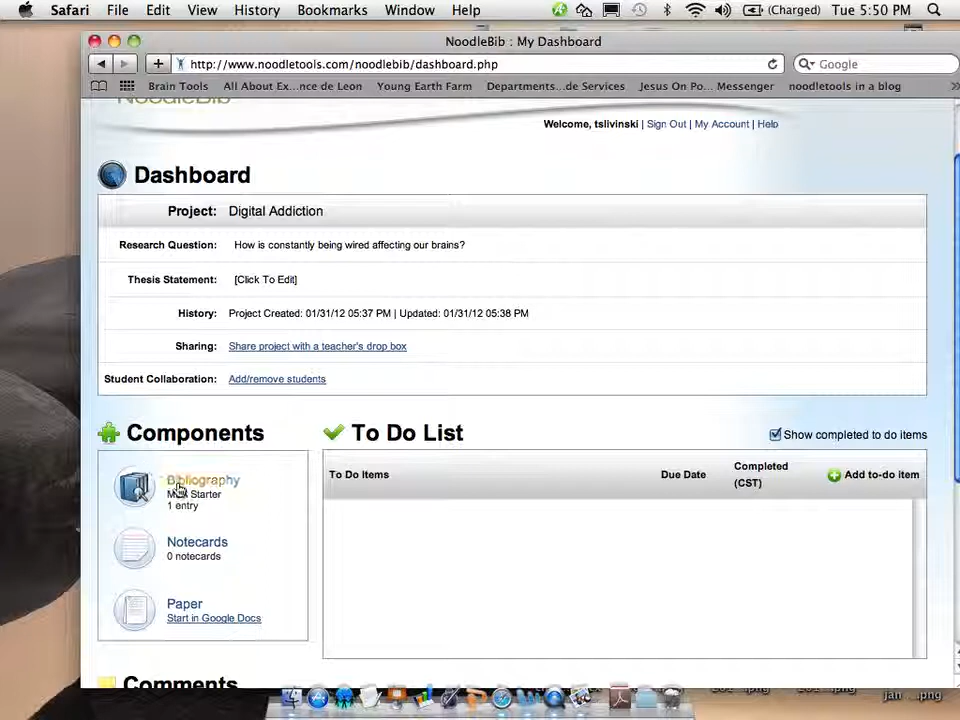 Safari File Edit View History Bookmarks Window Help (Charged) Tue 5:50 PM
NoodleBib : My Dashboard
http://www.noodletools.com/noodlebib/dashboard.php Google
Brain Tools All About Ex...nce de Leon Young Earth Farm Departments...de Services Jesus On Po... Messenger noodletools in a blog
NoodleBib
Welcome, tslivinski | Sign Out | My Account | Help
Dashboard
Project: Digital Addiction
Research Question: How is constantly being wired affecting our brains?
Thesis Statement: [Click To Edit]
History: Project Created: 01/31/12 05:37 PM | Updated: 01/31/12 05:38 PM
Sharing: Share project with a teacher's drop box
Student Collaboration: Add/remove students
Components
Bibliography
MLA Starter
1 entry
Notecards
0 notecards
Paper
Start in Google Docs
To Do List
Show completed to do items
To Do Items Due Date Completed (CST) Add to-do item
Comments
jan ....png